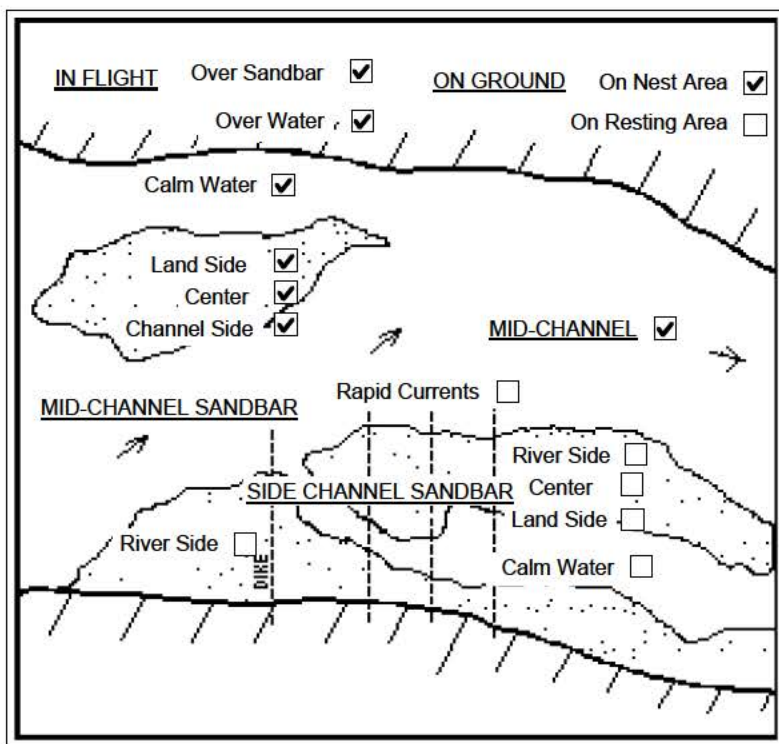 IN FLIGHT Over Sandbar ON GROUND On Nest Area
Over Water On Resting Area
Calm Water
Land Side
Center
Channel Side
MID-CHANNEL
Rapid Currents
MID-CHANNEL SANDBAR
River Side
SIDE CHANNEL SANDBAR Center
Land Side
River Side
DIKE
Calm Water